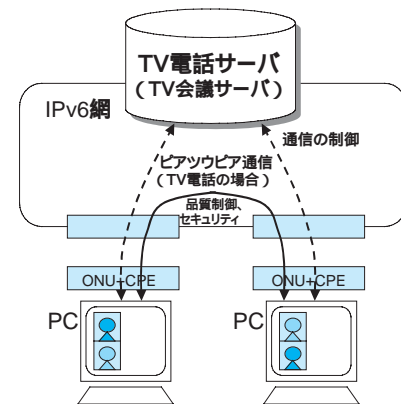 TV電話サーバ
(TV会議サーバ)
IPv6網
通信の制御
ピアツウピア通信
(TV電話の場合)
品質制御、
セキュリティ
ONU+CPE
ONU+CPE
PC
PC